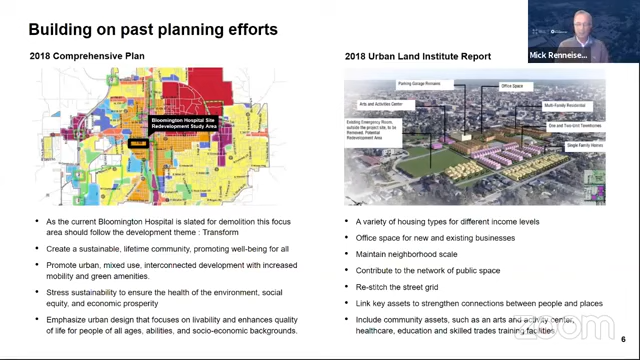 Building on past planning efforts
2018 Comprehensive Plan
Bloomington Hospital Site
Redevelopment Study Area
• As the current Bloomington Hospital is slated for demolition this focus
area should follow the development theme : Transform
• Create a sustainable, lifetime community, promoting well-being for all
• Promote urban, mixed use, interconnected development with increased
mobility and green amenities.
• Stress sustainability to ensure the health of the environment, social
equity, and economic prosperity
• Emphasize urban design that focuses on livability and enhances quality
of life for people of all ages, abilities, and socio-economic backgrounds.
2018 Urban Land Institute Report
Parking Garage Remains
Office Space
Arts and Activities Center
Multi-Family Residential
Existing Emergency Room,
outside the project site, to be
Removed, Potential
Redevelopment Area
One and Two-Unit Townhomes
Single Family Homes
• A variety of housing types for different income levels
• Office space for new and existing businesses
• Maintain neighborhood scale
• Contribute to the network of public space
• Re-stitch the street grid
• Link key assets to strengthen connections between people and places
• Include community assets, such as an arts and activity center,
healthcare, education and skilled trades training facilities.
Mick Renneise...
zoom
6